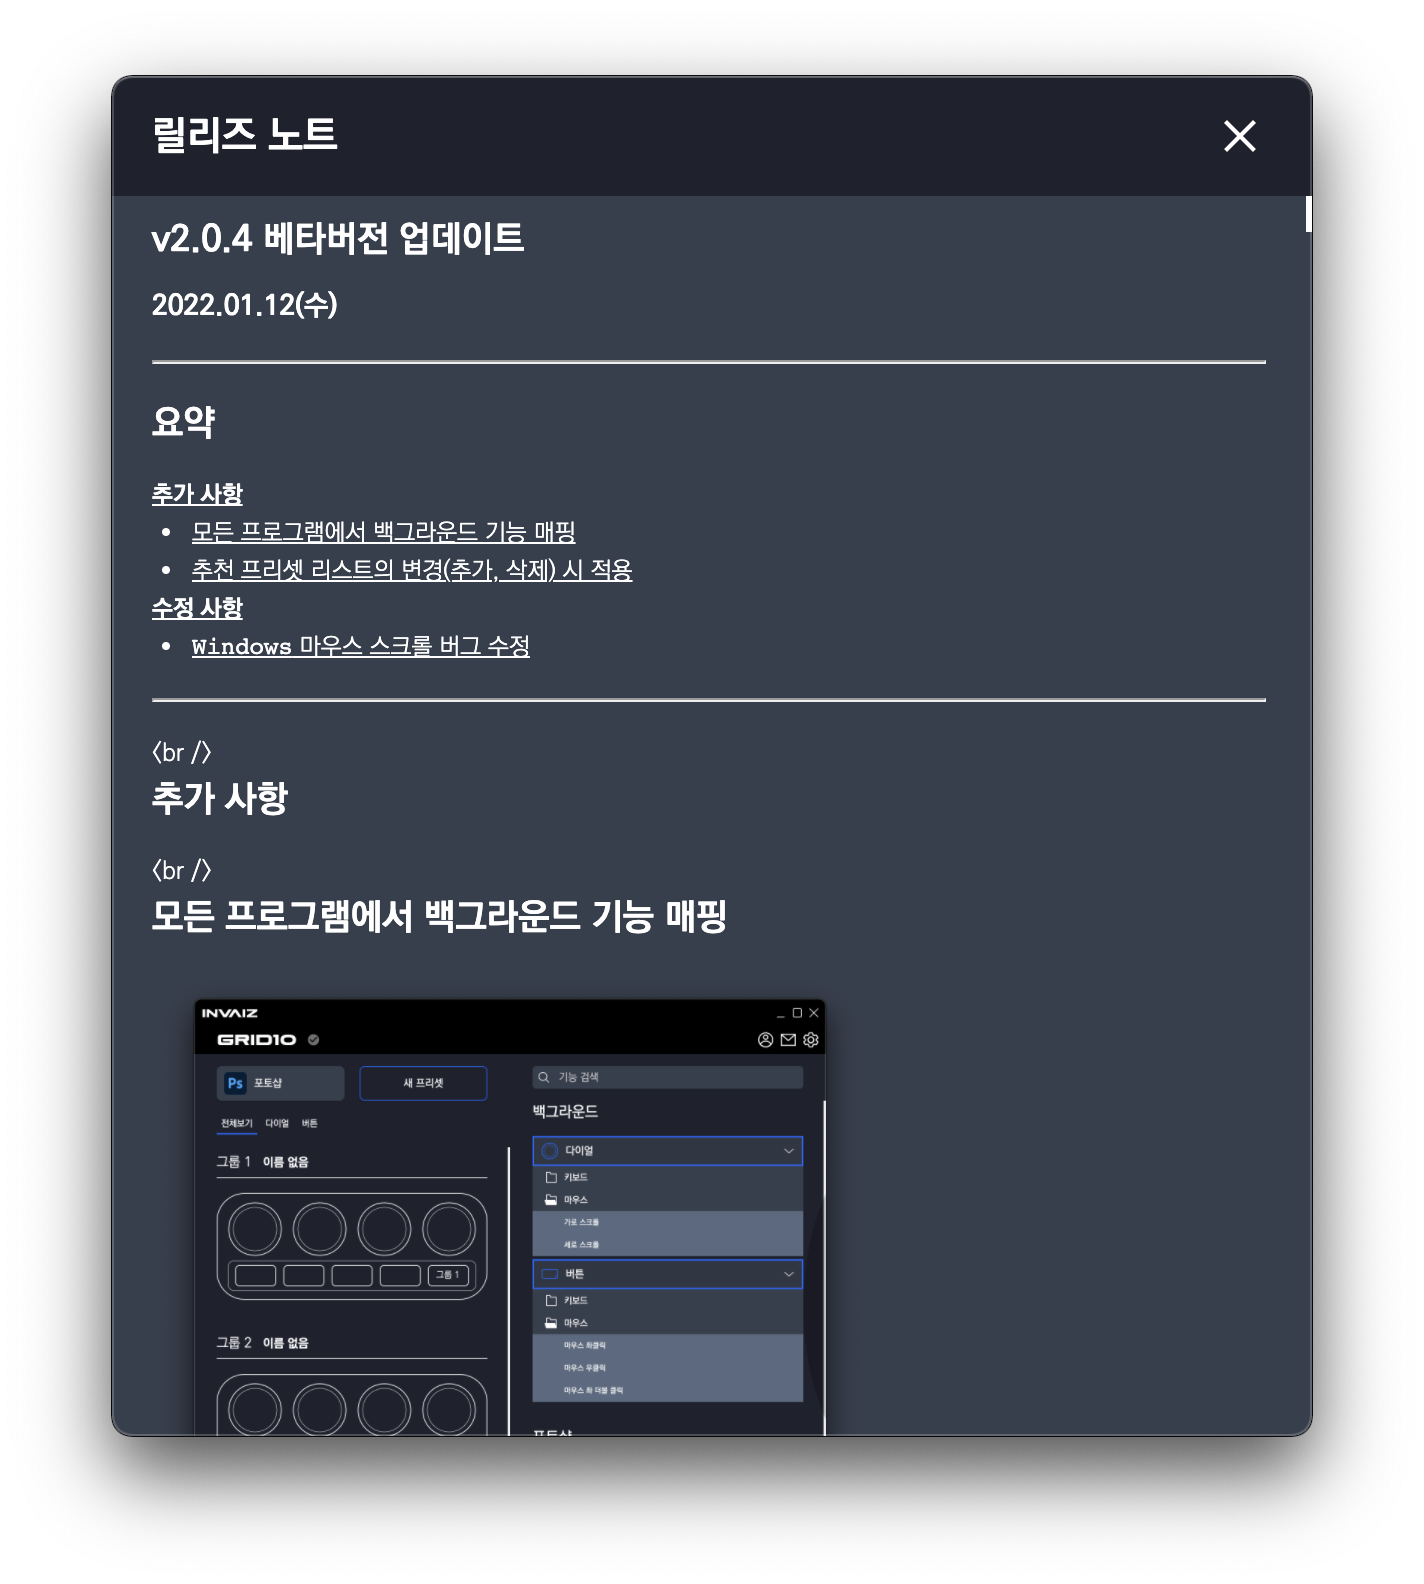 릴리즈 노트
v2.0.4 베타버전 업데이트
2022.01.12(수)
요약
추가 사항
모든 프로그램에서 백그라운드 기능 매핑
추천 프리셋 리스트의 변경(추가, 삭제) 시 적용
수정 사항
Windows 마우스 스크롤 버그 수정
<br />
추가 사항
<br />
모든 프로그램에서 백그라운드 기능 매핑
INVAIZ
GRID10
Ps 포토샵
새 프리셋
전체보기 다이얼 버튼
그룹 1 이름 없음
그룹 1
그룹 2 이름 없음
기능 검색
백그라운드
다이얼
키보드
마우스
가로 스크롤
세로 스크롤
버튼
키보드
마우스
마우스 좌클릭
마우스 우클릭
마우스 좌 더블 클릭
포토샵